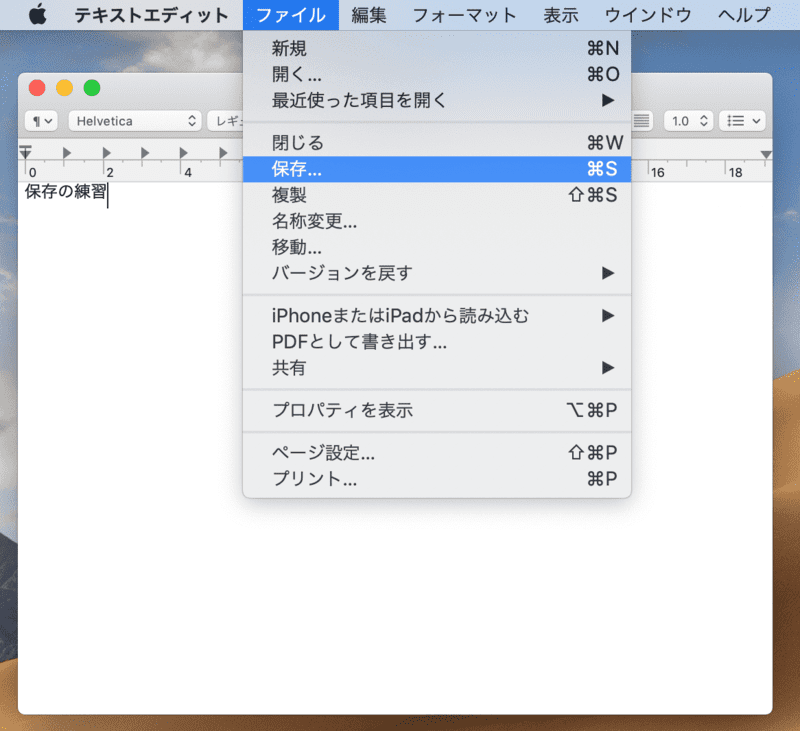 テキストエディット ファイル 編集 フォーマット 表示 ウインドウ ヘルプ
新規 ⌘N
開く... ⌘O
最近使った項目を開く ▶
閉じる ⌘W
保存... ⌘S
複製 ⇧⌘S
名称変更...
移動...
バージョンを戻す ▶
iPhoneまたはiPadから読み込む ▶
PDFとして書き出す...
共有 ▶
プロパティを表示 ⌥⌘P
ページ設定... ⇧⌘P
プリント... ⌘P
¶ Helvetica レギ 1.0
0 2 4 16 18
保存の練習